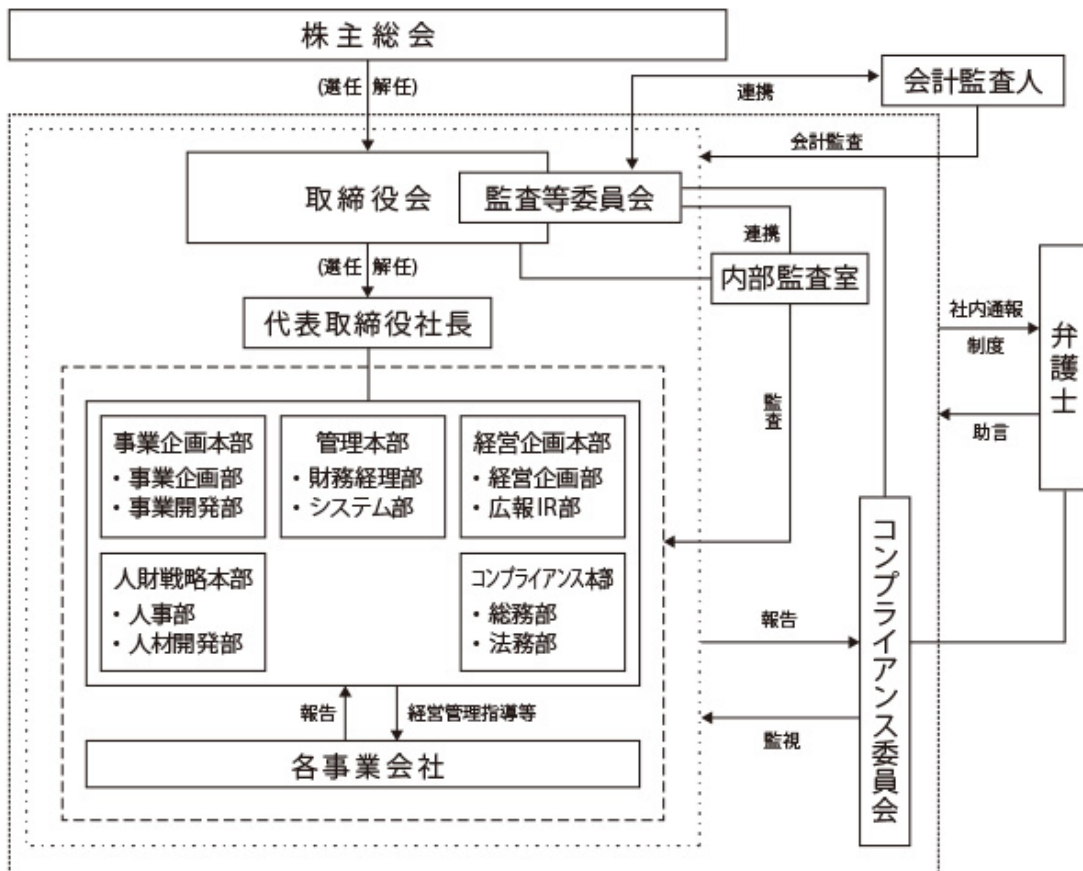 株主総会
(選任 解任)
連携
会計監査人
会計監査
取締役会
監査等委員会
連携
(選任 解任)
内部監査室
代表取締役社長
社内通報
制度
弁護士
助言
監査
事業企画本部
・事業企画部
・事業開発部
管理本部
・財務経理部
・システム部
経営企画本部
・経営企画部
・広報IR部
人財戦略本部
・人事部
・人材開発部
コンプライアンス本部
・総務部
・法務部
コンプライアンス委員会
報告
監視
報告
経営管理指導等
各事業会社